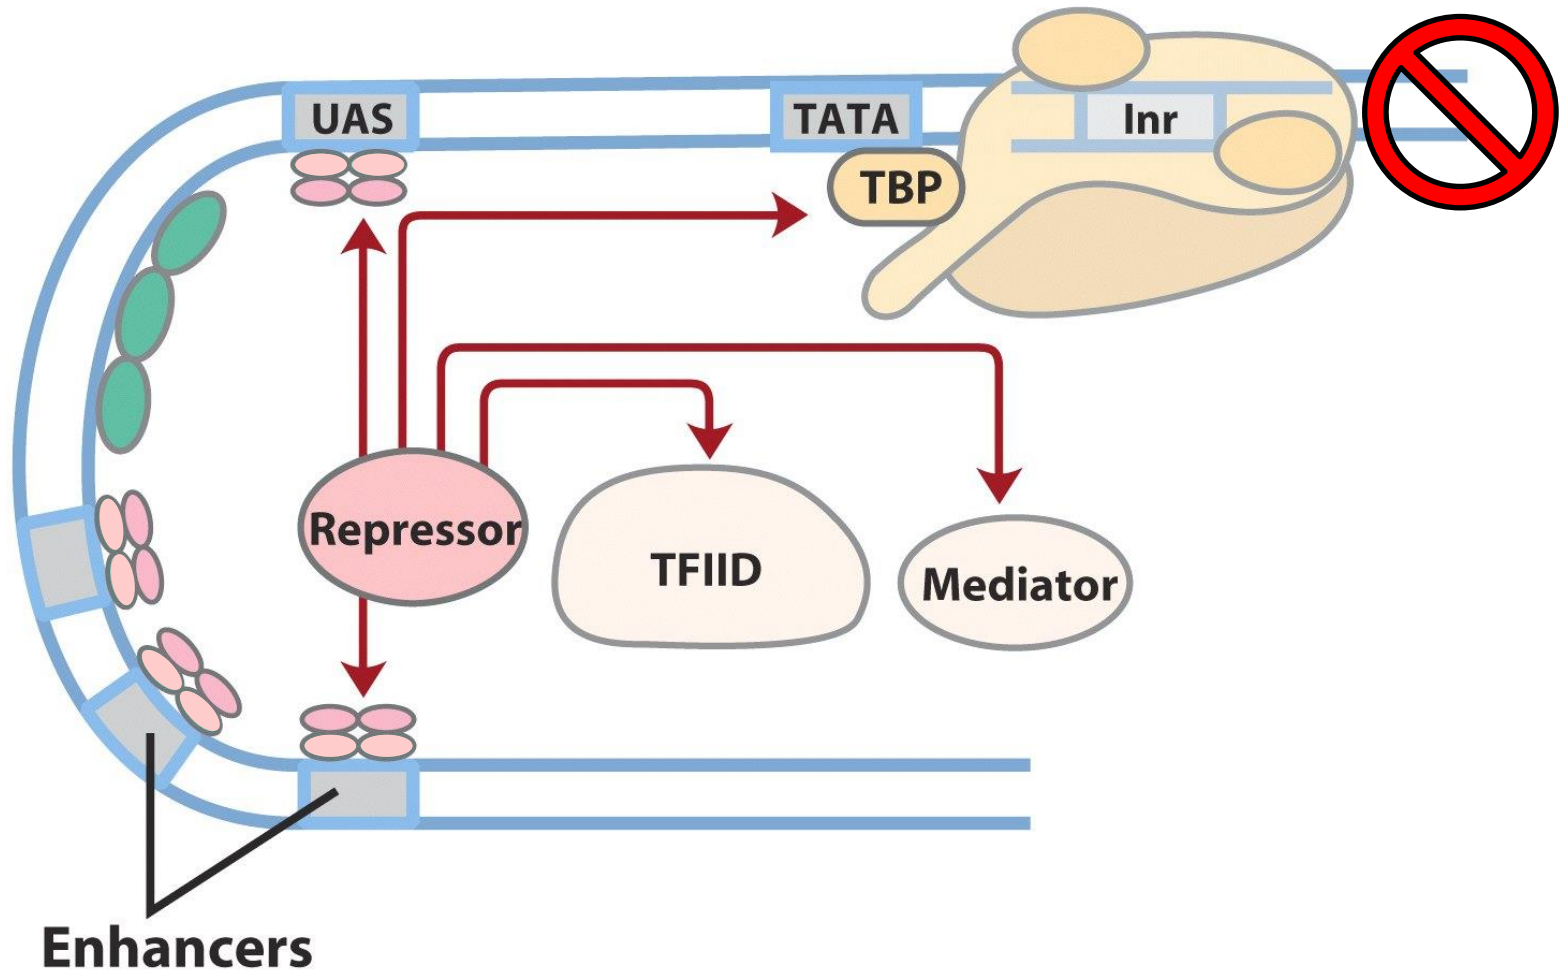 UAS
TATA
Inr
TBP
Repressor
TFIID
Mediator
Enhancers